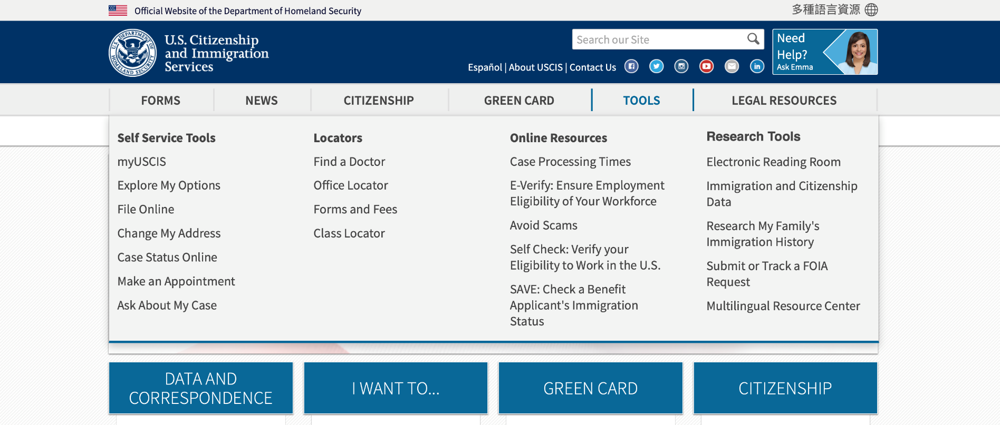 Official Website of the Department of Homeland Security
多種語言資源
U.S. DEPARTMENT OF
HOMELAND SECURITY
U.S. Citizenship
and Immigration
Services
Search our Site
Need
Help?
Ask Emma
Español | About USCIS | Contact Us
FORMS
NEWS
CITIZENSHIP
GREEN CARD
TOOLS
LEGAL RESOURCES
Self Service Tools
myUSCIS
Explore My Options
File Online
Change My Address
Case Status Online
Make an Appointment
Ask About My Case
Locators
Find a Doctor
Office Locator
Forms and Fees
Class Locator
Online Resources
Case Processing Times
E-Verify: Ensure Employment
Eligibility of Your Workforce
Avoid Scams
Self Check: Verify your
Eligibility to Work in the U.S.
SAVE: Check a Benefit
Applicant's Immigration
Status
Research Tools
Electronic Reading Room
Immigration and Citizenship
Data
Research My Family's
Immigration History
Submit or Track a FOIA
Request
Multilingual Resource Center
DATA AND
CORRESPONDENCE
I WANT TO...
GREEN CARD
CITIZENSHIP